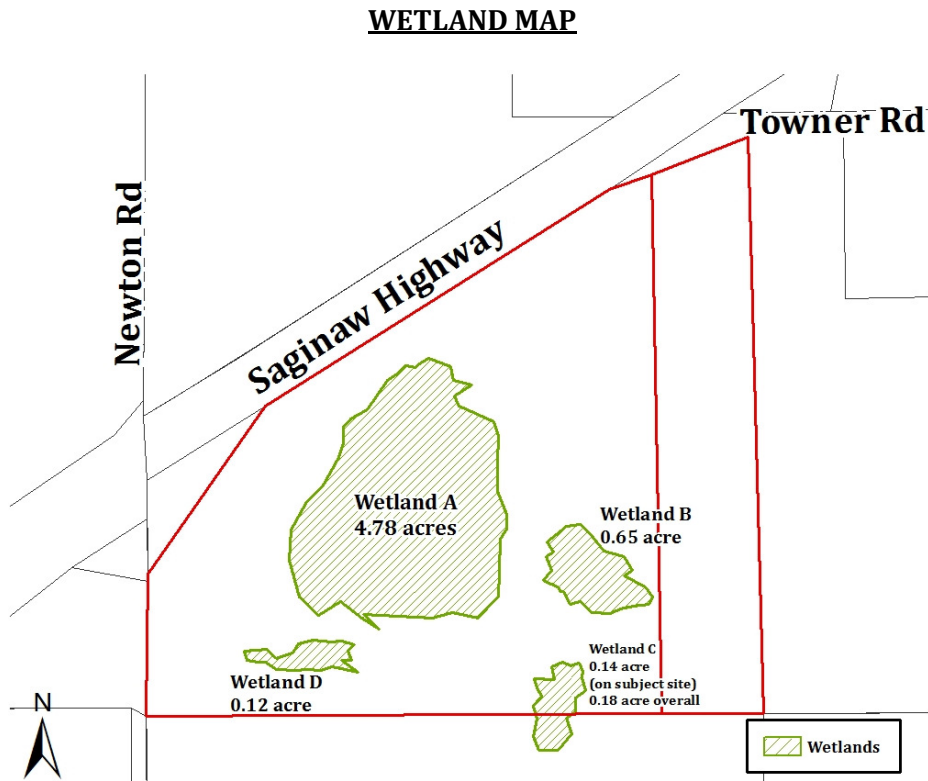 WETLAND MAP
Towner Rd
Newton Rd
Saginaw Highway
Wetland A
4.78 acres
Wetland B
0.65 acre
Wetland C
0.14 acre
(on subject site)
0.18 acre overall
Wetland D
0.12 acre
N
Wetlands